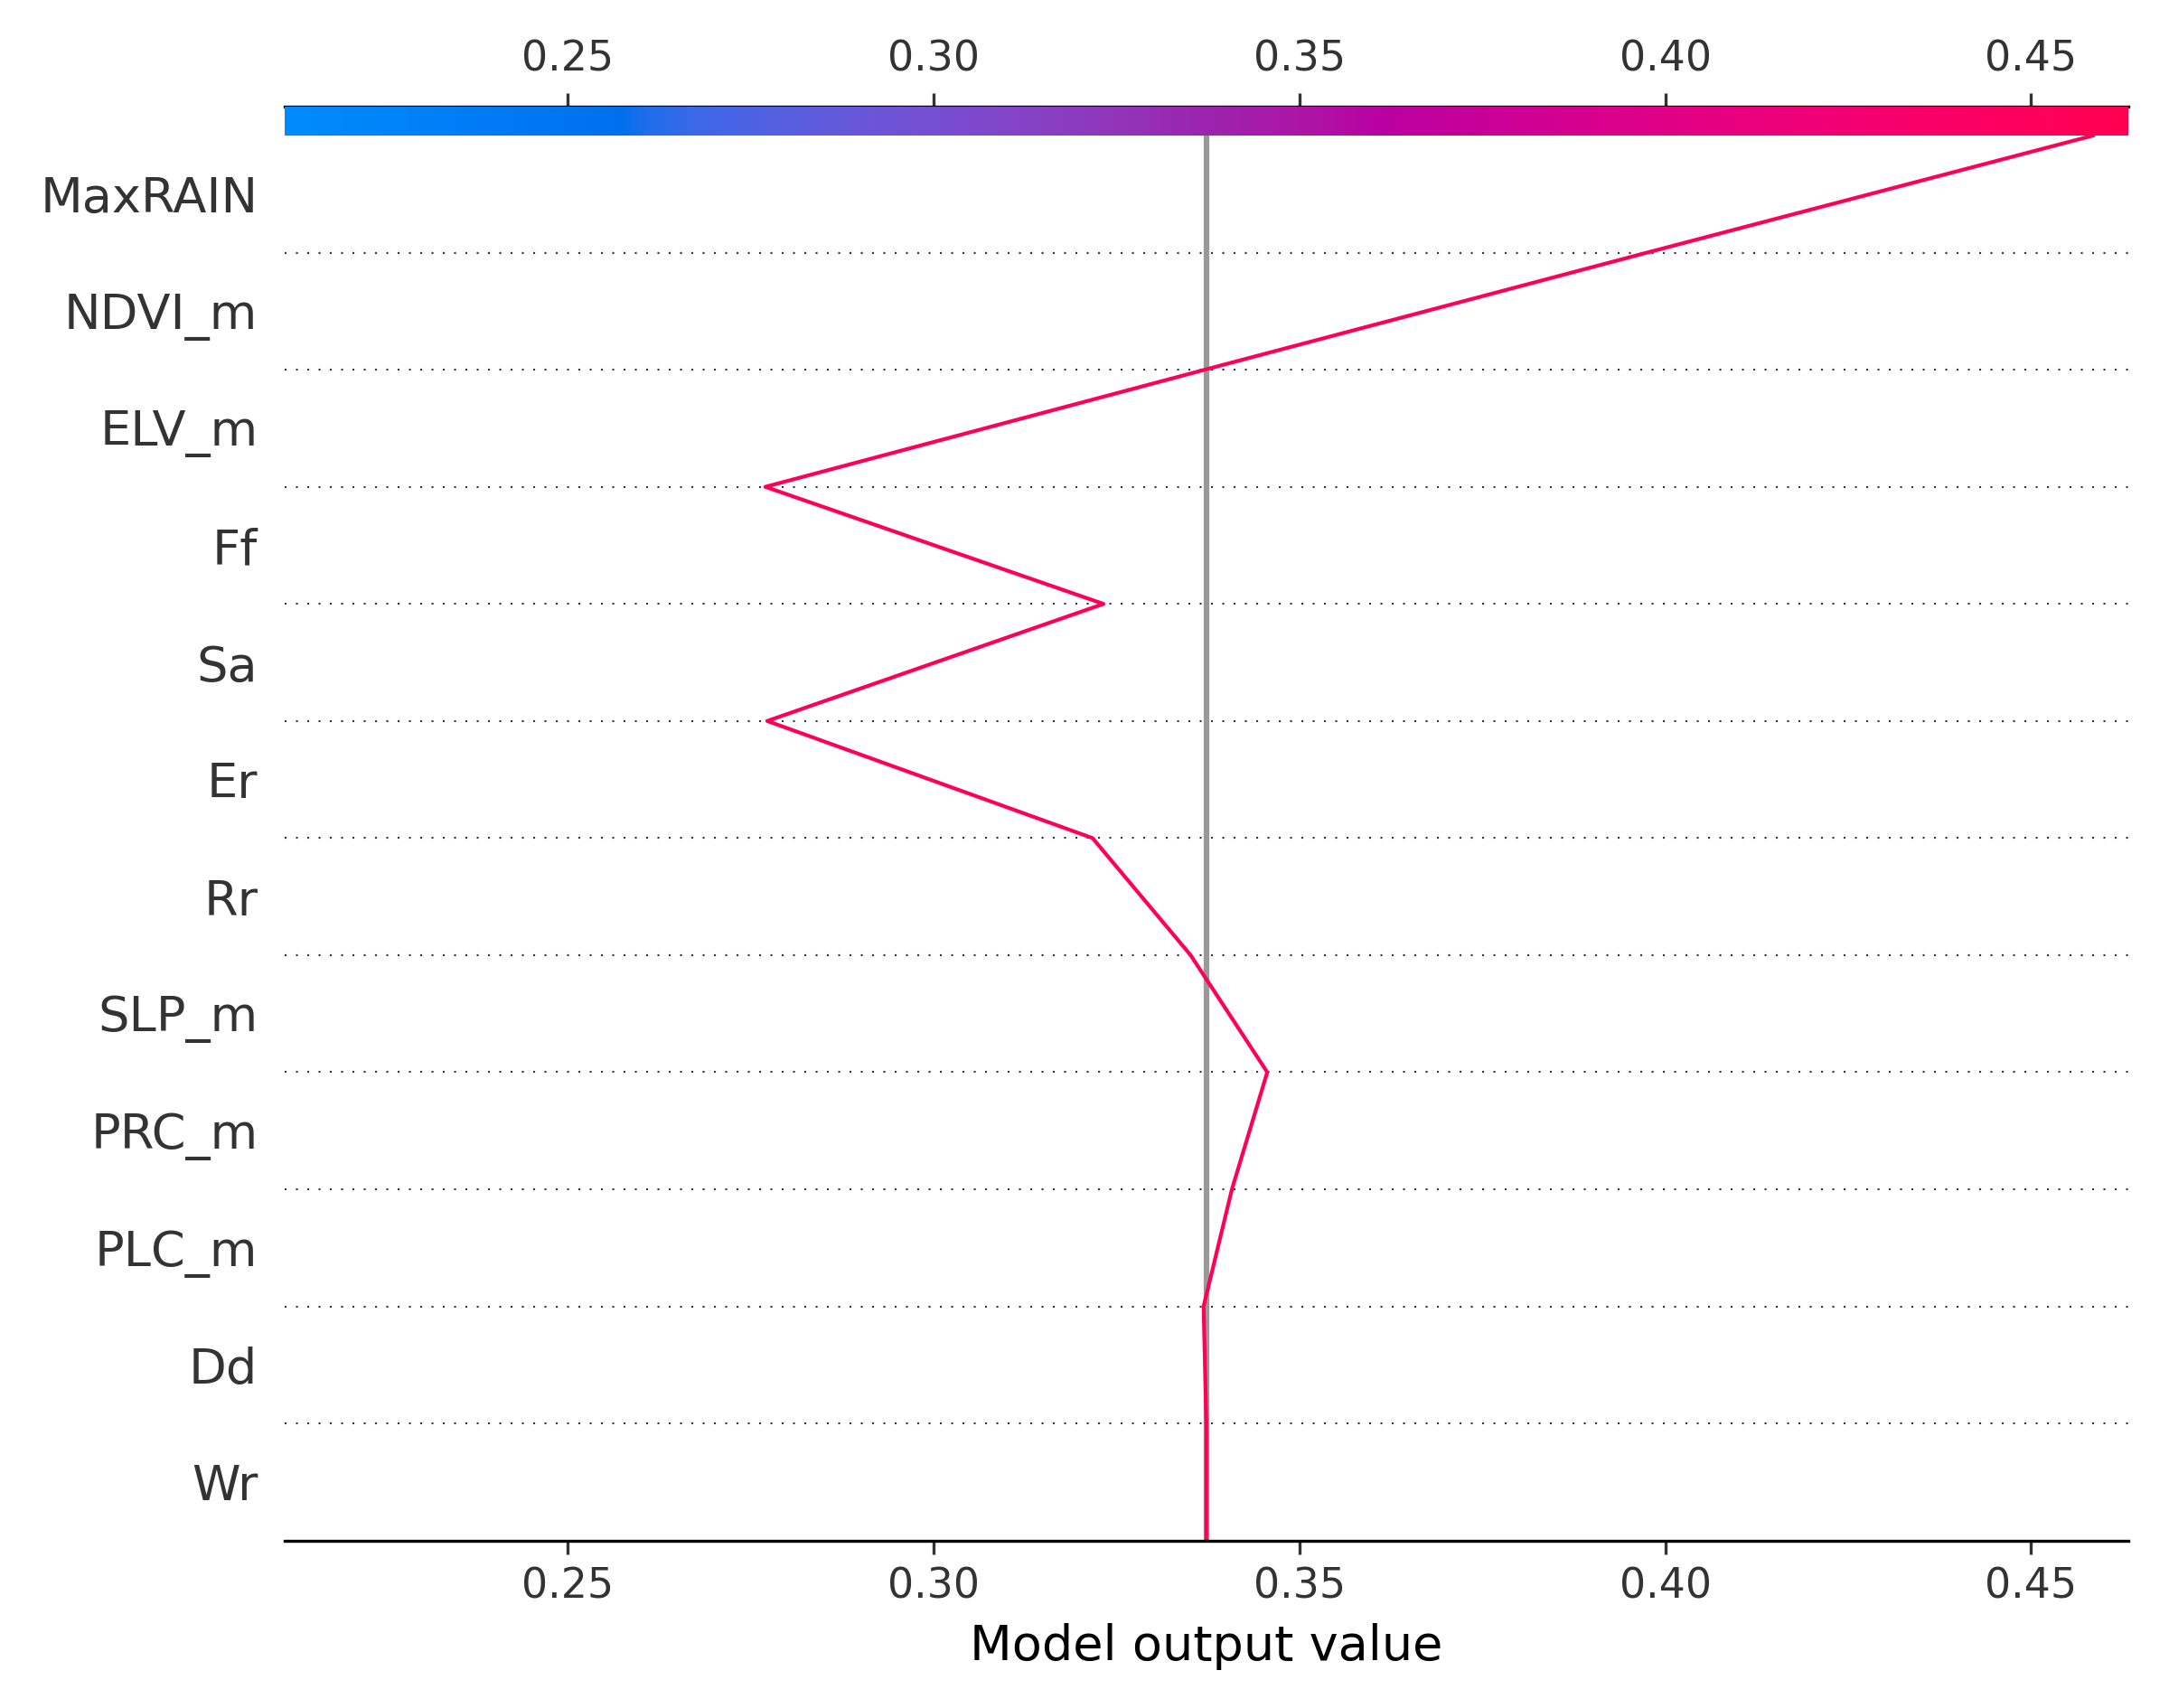 0.25 0.30 0.35 0.40 0.45
MaxRAIN
NDVI_m
ELV_m
Ff
Sa
Er
Rr
SLP_m
PRC_m
PLC_m
Dd
Wr
0.25 0.30 0.35 0.40 0.45
Model output value